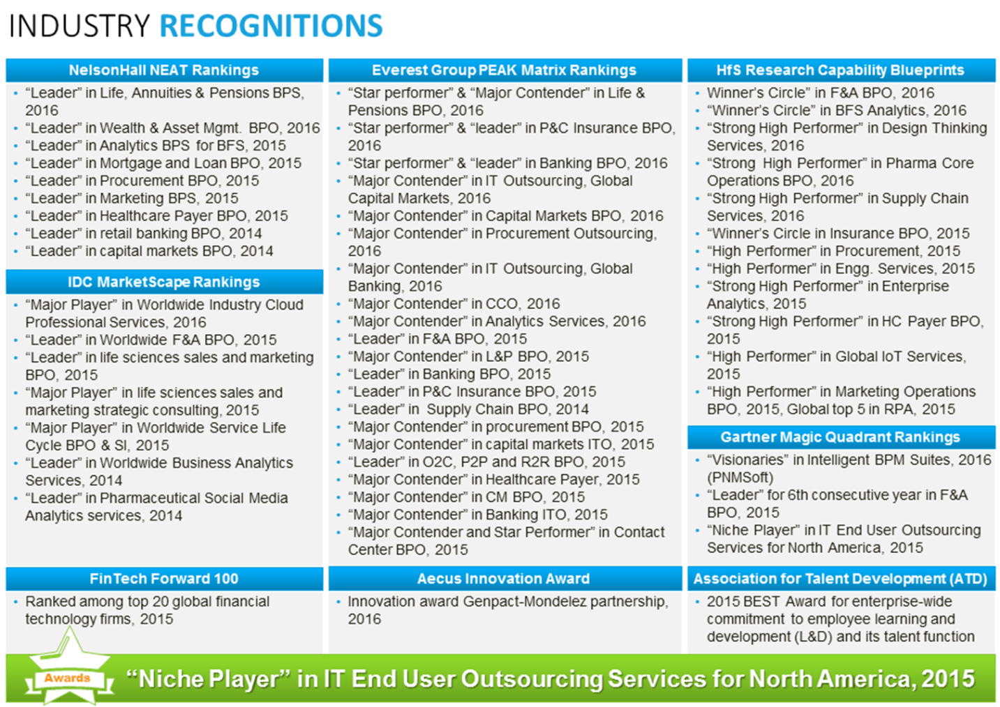 INDUSTRY RECOGNITIONS
NelsonHall NEAT Rankings
• “Leader” in Life, Annuities & Pensions BPS,
2016
• “Leader” in Wealth & Asset Mgmt. BPO, 2016
• “Leader” in Analytics BPS for BFS, 2015
• “Leader” in Mortgage and Loan BPO, 2015
• “Leader” in Procurement BPO, 2015
• “Leader” in Marketing BPS, 2015
• “Leader” in Healthcare Payer BPO, 2015
• “Leader” in retail banking BPO, 2014
• “Leader” in capital markets BPO, 2014
IDC MarketScape Rankings
• “Major Player” in Worldwide Industry Cloud
Professional Services, 2016
• “Leader” in Worldwide F&A BPO, 2015
• “Leader” in life sciences sales and marketing
BPO, 2015
• “Major Player” in life sciences sales and
marketing strategic consulting, 2015
• “Major Player” in Worldwide Service Life
Cycle BPO & SI, 2015
• “Leader” in Worldwide Business Analytics
Services, 2014
• “Leader” in Pharmaceutical Social Media
Analytics services, 2014
Everest Group PEAK Matrix Rankings
• “Star performer” & “Major Contender” in Life &
Pensions BPO, 2016
• “Star performer” & “leader” in P&C Insurance BPO,
2016
• “Star performer” & “leader” in Banking BPO, 2016
• “Major Contender” in IT Outsourcing, Global
Capital Markets, 2016
• “Major Contender” in Capital Markets BPO, 2016
• “Major Contender” in Procurement Outsourcing,
2016
• “Major Contender” in IT Outsourcing, Global
Banking, 2016
• “Major Contender” in CCO, 2016
• “Major Contender” in Analytics Services, 2016
• “Leader” in F&A BPO, 2015
• “Major Contender” in L&P BPO, 2015
• “Leader” in Banking BPO, 2015
• “Leader” in P&C Insurance BPO, 2015
• “Leader” in Supply Chain BPO, 2014
• “Major Contender” in procurement BPO, 2015
• “Major Contender” in capital markets ITO, 2015
• “Leader” in O2C, P2P and R2R BPO, 2015
• “Major Contender” in Healthcare Payer, 2015
• “Major Contender” in CM BPO, 2015
• “Major Contender” in Banking ITO, 2015
• “Major Contender and Star Performer” in Contact
Center BPO, 2015
HfS Research Capability Blueprints
• Winner’s Circle” in F&A BPO, 2016
• “Winner’s Circle” in BFS Analytics, 2016
• “Strong High Performer” in Design Thinking
Services, 2016
• “Strong High Performer” in Pharma Core
Operations BPO, 2016
• “Strong High Performer” in Supply Chain
Services, 2016
• “Winner’s Circle in Insurance BPO, 2015
• “High Performer” in Procurement, 2015
• “High Performer” in Engg. Services, 2015
• “Strong High Performer” in Enterprise
Analytics, 2015
• “Strong High Performer” in HC Payer BPO,
2015
• “High Performer” in Global IoT Services,
2015
• “High Performer” in Marketing Operations
BPO, 2015, Global top 5 in RPA, 2015
Gartner Magic Quadrant Rankings
• “Visionaries” in Intelligent BPM Suites, 2016
(PNMSoft)
• “Leader” for 6th consecutive year in F&A
BPO, 2015
• “Niche Player” in IT End User Outsourcing
Services for North America, 2015
FinTech Forward 100
• Ranked among top 20 global financial
technology firms, 2015
Aecus Innovation Award
• Innovation award Genpact-Mondelez partnership,
2016
Association for Talent Development (ATD)
• 2015 BEST Award for enterprise-wide
commitment to employee learning and
development (L&D) and its talent function
Awards
“Niche Player” in IT End User Outsourcing Services for North America, 2015